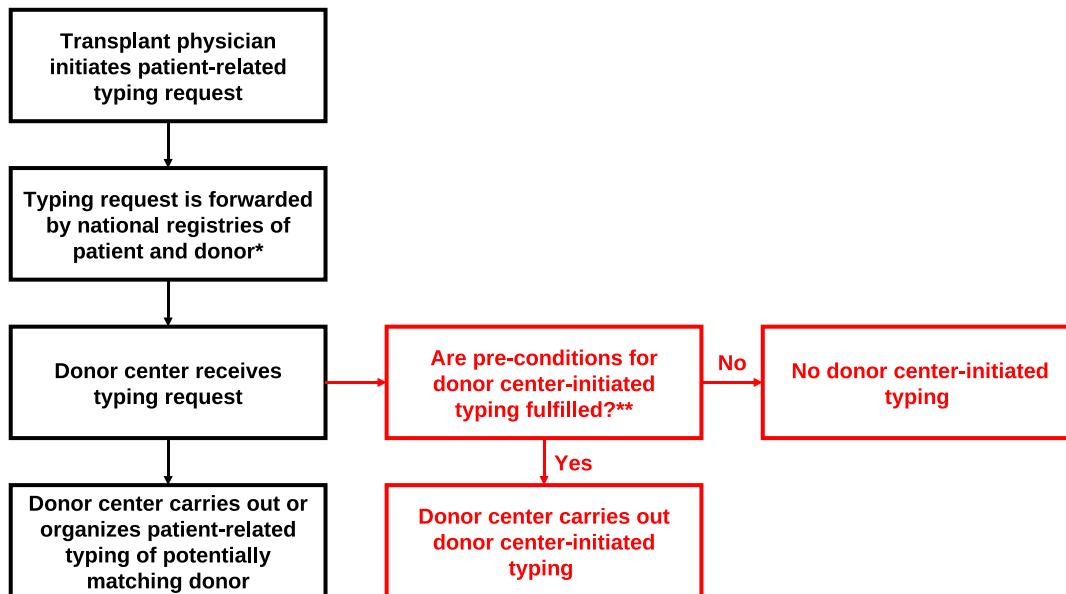 Transplant physician
initiates patient-related
typing request
Typing request is forwarded
by national registries of
patient and donor*
Donor center receives
typing request
Are pre-conditions for
donor center-initiated
typing fulfilled?**
No
No donor center-initiated
typing
Yes
Donor center carries out or
organizes patient-related
typing of potentially
matching donor
Donor center carries out
donor center-initiated
typing